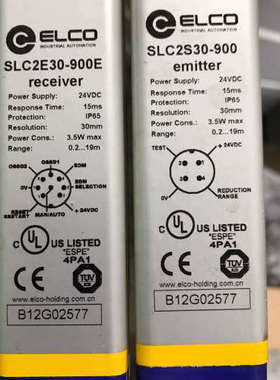 ELCO
INDUSTRIAL AUTOMATION
SLC2E30-900E
receiver
Power Supply: 24VDC
Response Time: 15ms
Protection: IP65
Resolution: 30mm
Power Cons.: 3.5W max
Range: 0.2...19m
OSSD2
OSSD1
EDM
EDM
SELECTION
+ 24VDC
0V
RESET
RESTART
MAN/AUTO
C UL US LISTED
"ESPE"
4PA1
CE
TÜV
www.elco-holding.com.cn
B12G02577
ELCO
INDUSTRIAL AUTOMATION
SLC2S30-900
emitter
Power Supply: 24VDC
Response Time: 15ms
Protection: IP65
Resolution: 30mm
Power Cons.: 3.5W max
Range: 0.2...19m
TEST
+ 24VDC
0V
REDUCTION
RANGE
C UL US LISTED
"ESPE"
4PA1
CE
TÜV
www.elco-holding.com.cn
B12G02577